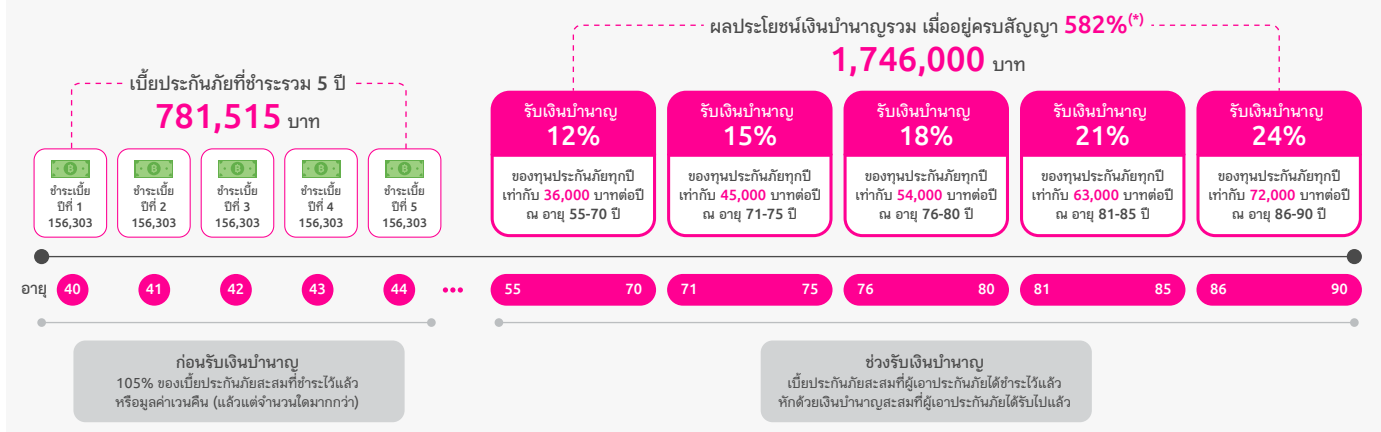 ผลประโยชน์เงินบำนาญรวม เมื่ออยู่ครบสัญญา 582%(*)
1,746,000 บาท
เบี้ยประกันภัยที่ชำระรวม 5 ปี
781,515 บาท
ชำระเบี้ย
ปีที่ 1
156,303
ชำระเบี้ย
ปีที่ 2
156,303
ชำระเบี้ย
ปีที่ 3
156,303
ชำระเบี้ย
ปีที่ 4
156,303
ชำระเบี้ย
ปีที่ 5
156,303
รับเงินบำนาญ
12%
ของทุนประกันภัยทุกปี
เท่ากับ 36,000 บาทต่อปี
ณ อายุ 55-70 ปี
รับเงินบำนาญ
15%
ของทุนประกันภัยทุกปี
เท่ากับ 45,000 บาทต่อปี
ณ อายุ 71-75 ปี
รับเงินบำนาญ
18%
ของทุนประกันภัยทุกปี
เท่ากับ 54,000 บาทต่อปี
ณ อายุ 76-80 ปี
รับเงินบำนาญ
21%
ของทุนประกันภัยทุกปี
เท่ากับ 63,000 บาทต่อปี
ณ อายุ 81-85 ปี
รับเงินบำนาญ
24%
ของทุนประกันภัยทุกปี
เท่ากับ 72,000 บาทต่อปี
ณ อายุ 86-90 ปี
อายุ 40 41 42 43 44 ••• 55 70 71 75 76 80 81 85 86 90
ก่อนรับเงินบำนาญ
105% ของเบี้ยประกันภัยสะสมที่ชำระไว้แล้ว
หรือมูลค่าเวนคืน (แล้วแต่จำนวนใดมากกว่า)
ช่วงรับเงินบำนาญ
เบี้ยประกันภัยสะสมที่ผู้เอาประกันภัยได้ชำระไว้แล้ว
หักด้วยเงินบำนาญสะสมที่ผู้เอาประกันภัยได้รับไปแล้ว